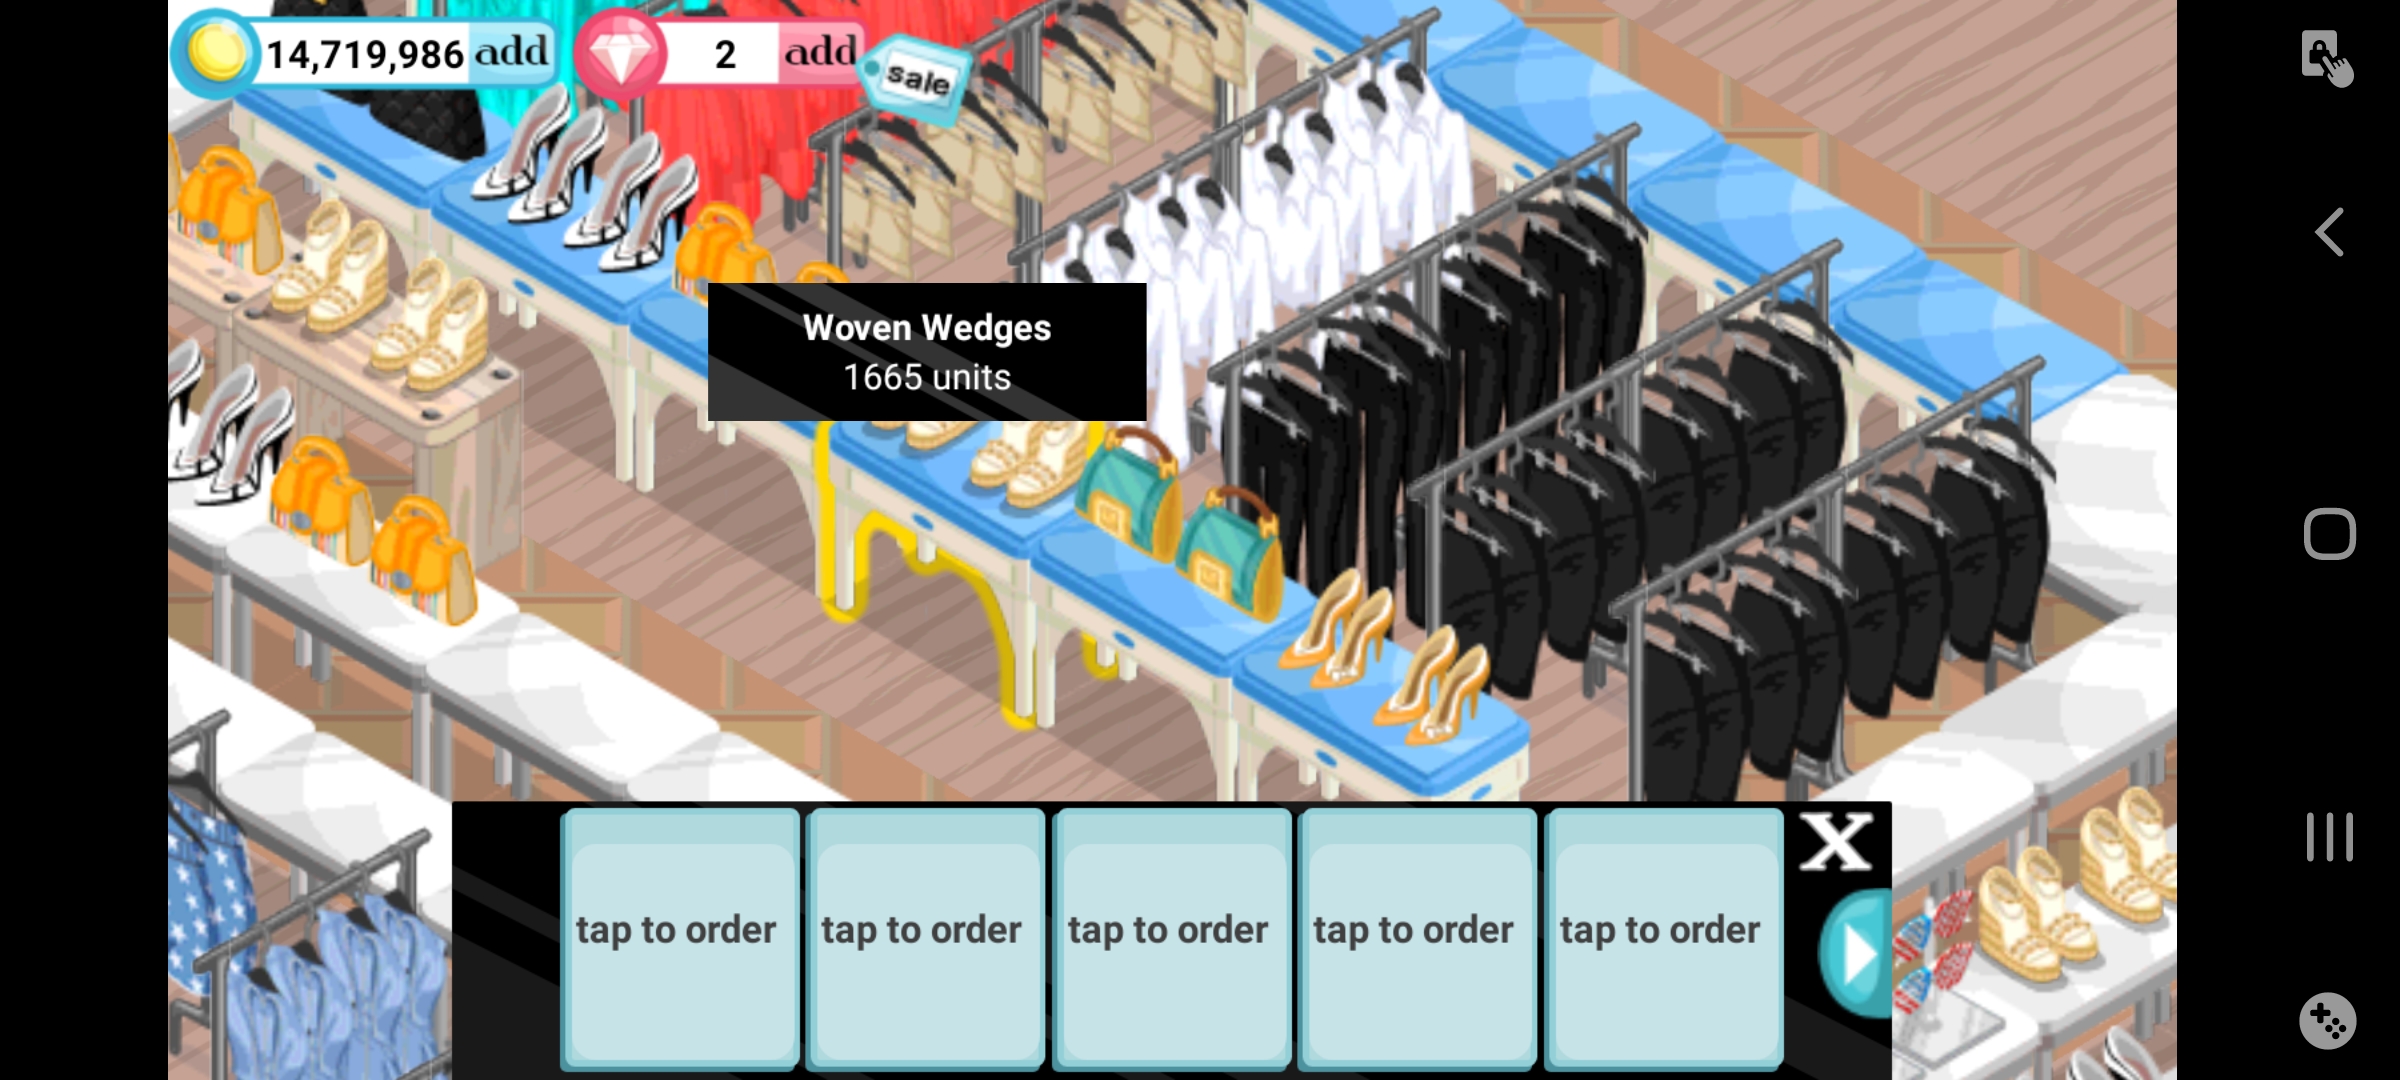 14,719,986 add
2 add
sale
Woven Wedges
1665 units
tap to order
tap to order
tap to order
tap to order
tap to order
X